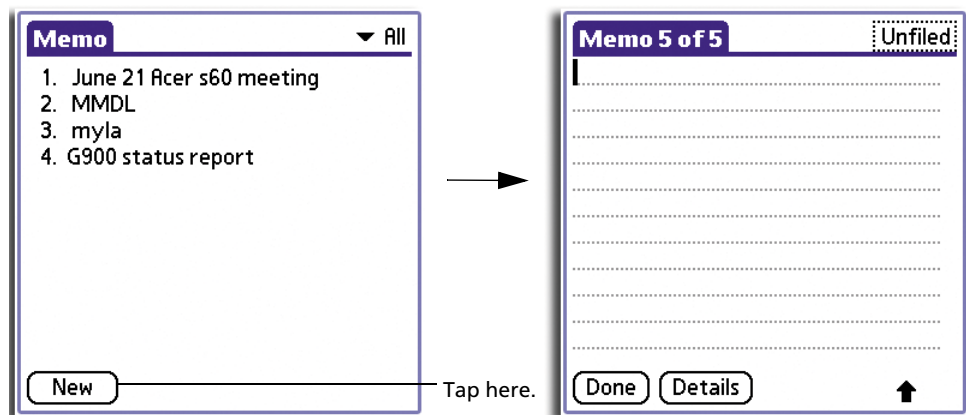 Memo
All
1. June 21 Acer s60 meeting
2. MMDL
3. myla
4. G900 status report
New
Tap here.
Memo 5 of 5
Unfiled
Done
Details